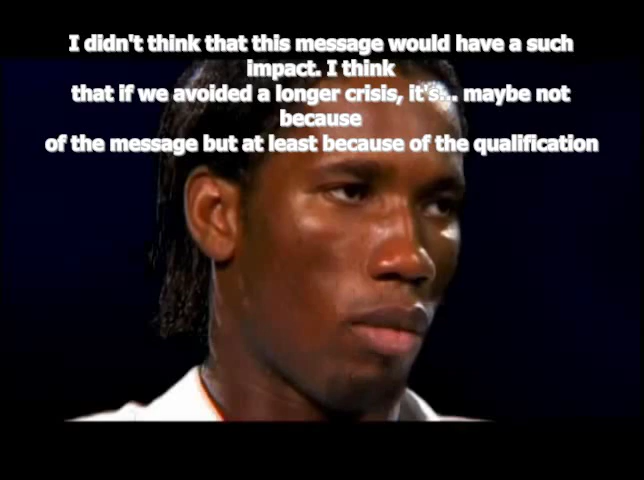 I didn't think that this message would have a such
impact. I think
that if we avoided a longer crisis, it's... maybe not
because
of the message but at least because of the qualification